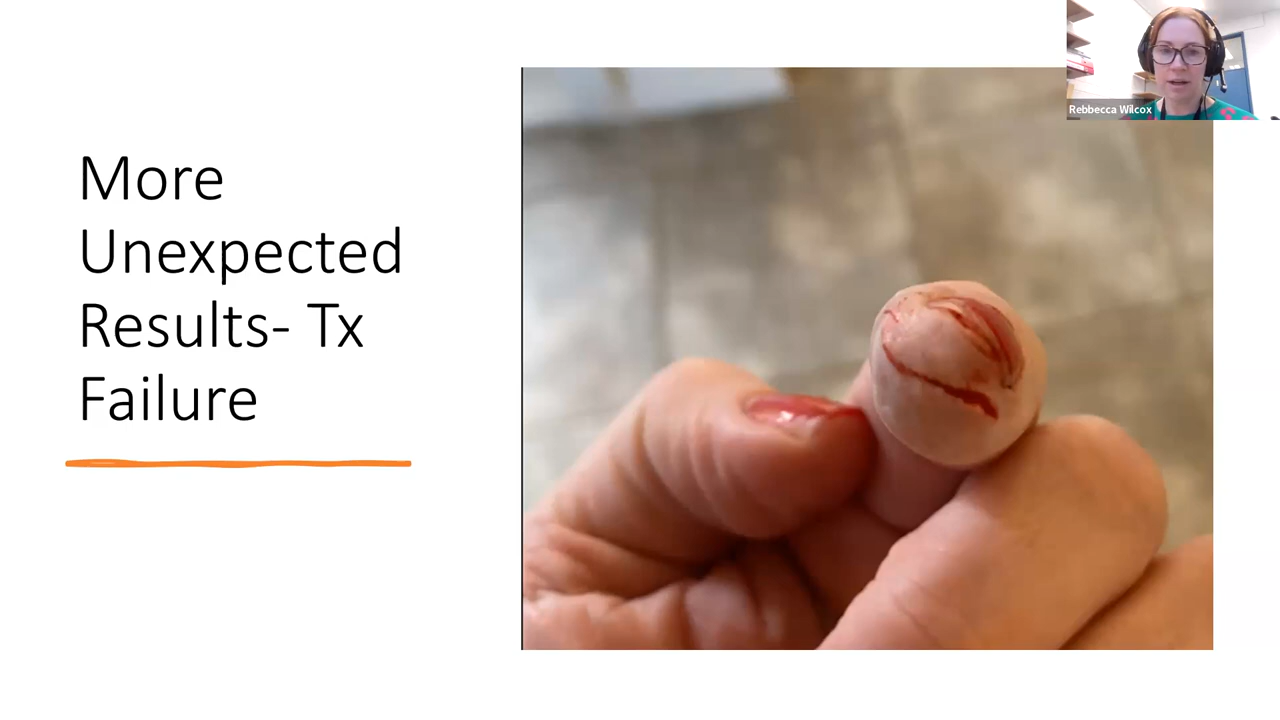 More
Unexpected
Results- Tx
Failure
Rebbecca Wilcox